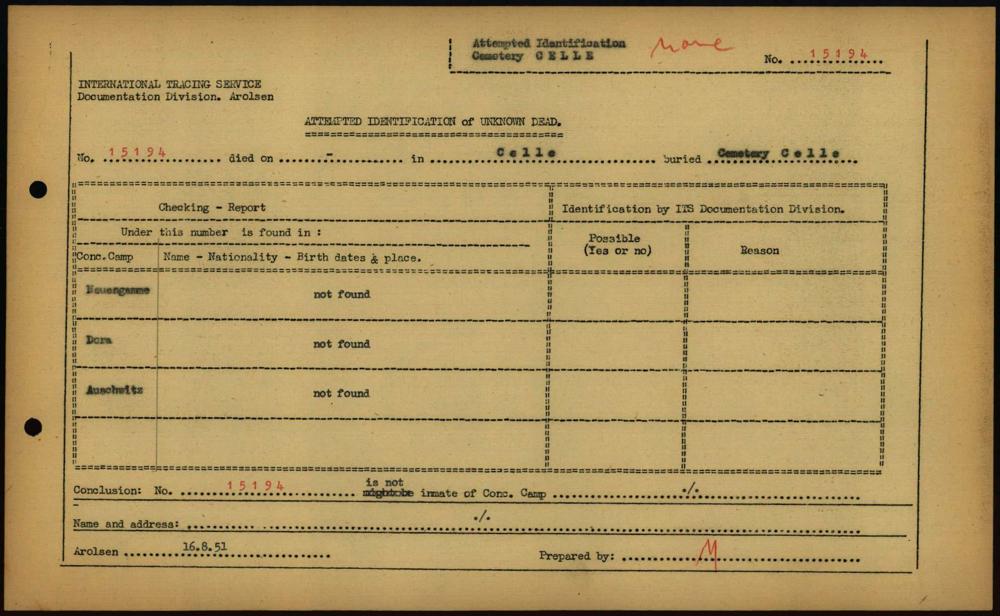 Attempted Identification
Cemetery CELLE
None
No. 15194
INTERNATIONAL TRACING SERVICE
Documentation Division. Arolsen
ATTEMPTED IDENTIFICATION of UNKNOWN DEAD.
No. 15194 died on - in Celle buried Cemetery Celle
Checking - Report
Identification by ITS Documentation Division.
Under this number is found in :
Possible
(Yes or no)
Reason
Conc.Camp Name - Nationality - Birth dates & place.
Neuengamme not found
Dora not found
Auschwitz not found
is not
Conclusion: No. 15194 inmate of Conc. Camp ./.
Name and address: ./.
Arolsen 16.8.51
Prepared by: M